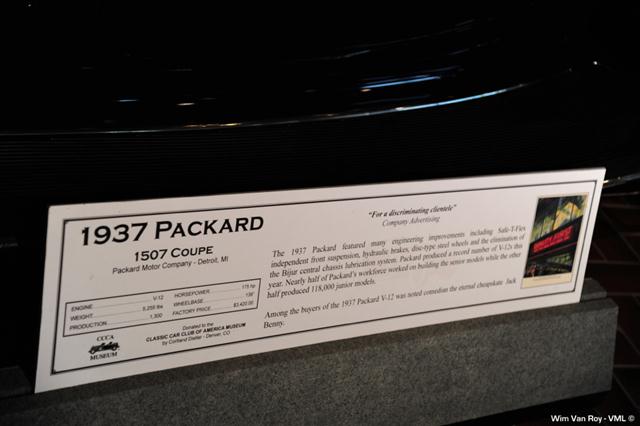 1937 PACKARD
1507 COUPE
Packard Motor Company - Detroit, MI
ENGINE V-12 HORSEPOWER 175 hp
WEIGHT 5,255 lbs WHEELBASE 139"
PRODUCTION 1,300 FACTORY PRICE $3,420.00
CCCA
MUSEUM
Donated to the
CLASSIC CAR CLUB OF AMERICA MUSEUM
by Cortland Dietler - Denver, CO
"For a discriminating clientele"
Company Advertising
The 1937 Packard featured many engineering improvements including Safe-T-Flex
independent front suspension, hydraulic brakes, disc-type steel wheels and the elimination of
the Bijur central chassis lubrication system. Packard produced a record number of V-12s this
year. Nearly half of Packard's workforce worked on building the senior models while the other
half produced 118,000 junior models.
Among the buyers of the 1937 Packard V-12 was noted comedian the eternal cheapskate Jack
Benny.
Wim Van Roy - VML ©